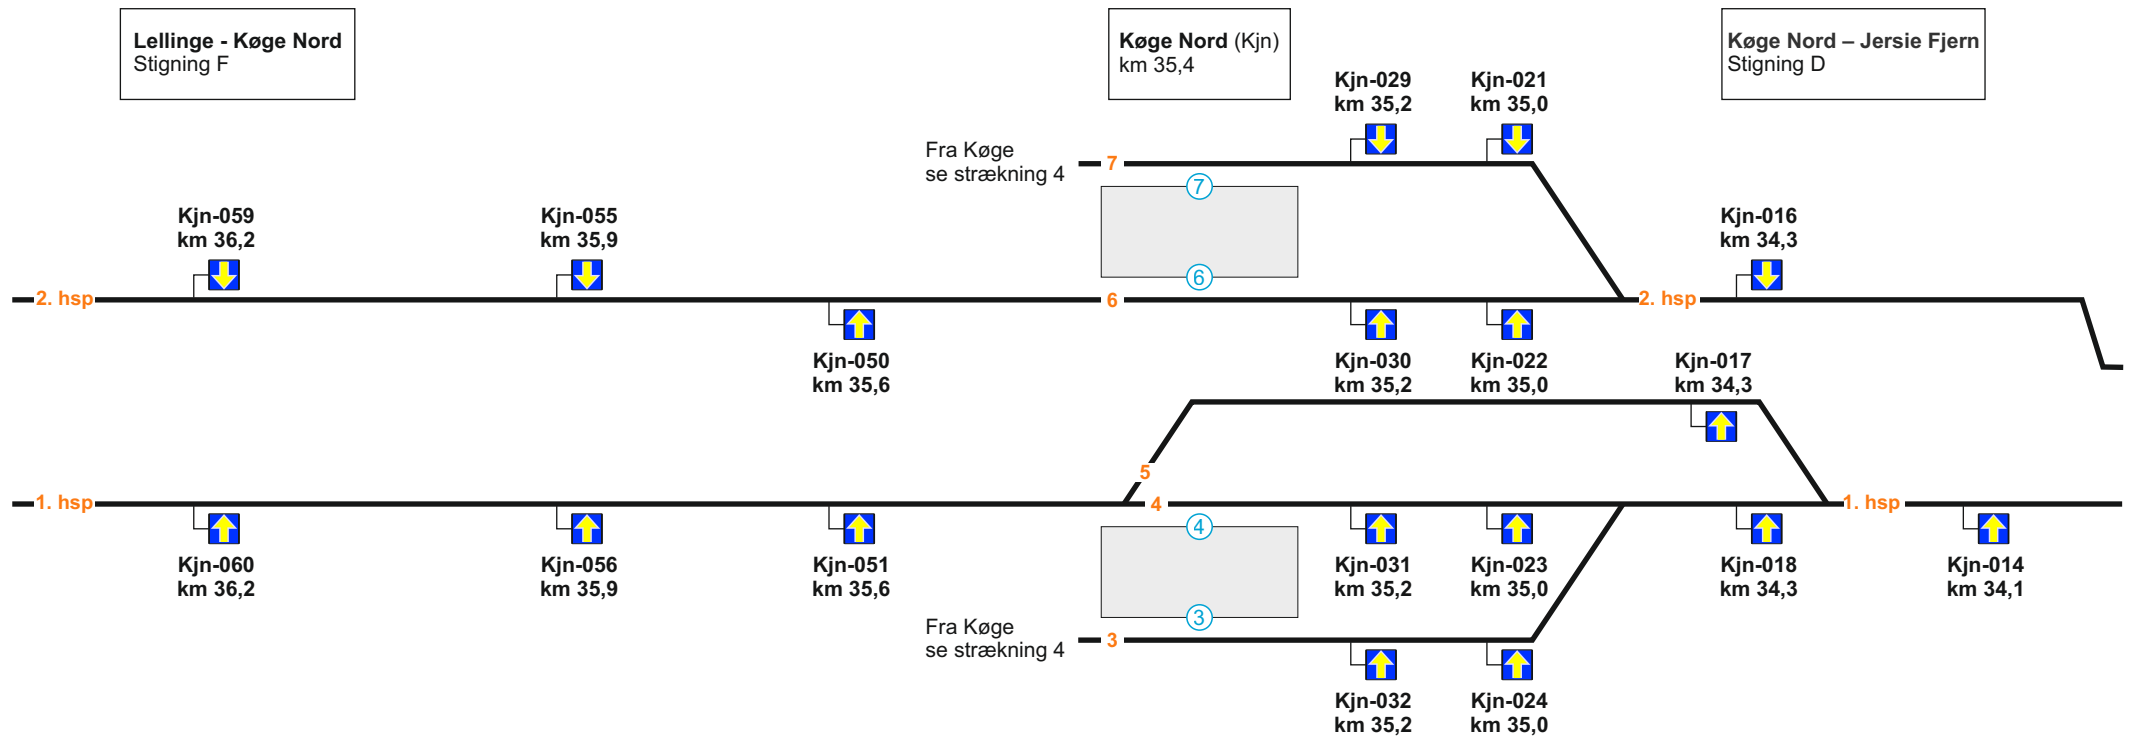 Lellinge - Køge Nord
Stigning F
Køge Nord (Kjn)
km 35,4
Køge Nord – Jersie Fjern
Stigning D
Kjn-029
km 35,2
Kjn-021
km 35,0
Fra Køge
se strækning 4
7
7
Kjn-059
km 36,2
Kjn-055
km 35,9
Kjn-016
km 34,3
6
2. hsp
6
2. hsp
Kjn-050
km 35,6
Kjn-030
km 35,2
Kjn-022
km 35,0
Kjn-017
km 34,3
5
1. hsp
4
1. hsp
4
Kjn-060
km 36,2
Kjn-056
km 35,9
Kjn-051
km 35,6
Kjn-031
km 35,2
Kjn-023
km 35,0
Kjn-018
km 34,3
Kjn-014
km 34,1
3
Fra Køge
se strækning 4
3
Kjn-032
km 35,2
Kjn-024
km 35,0